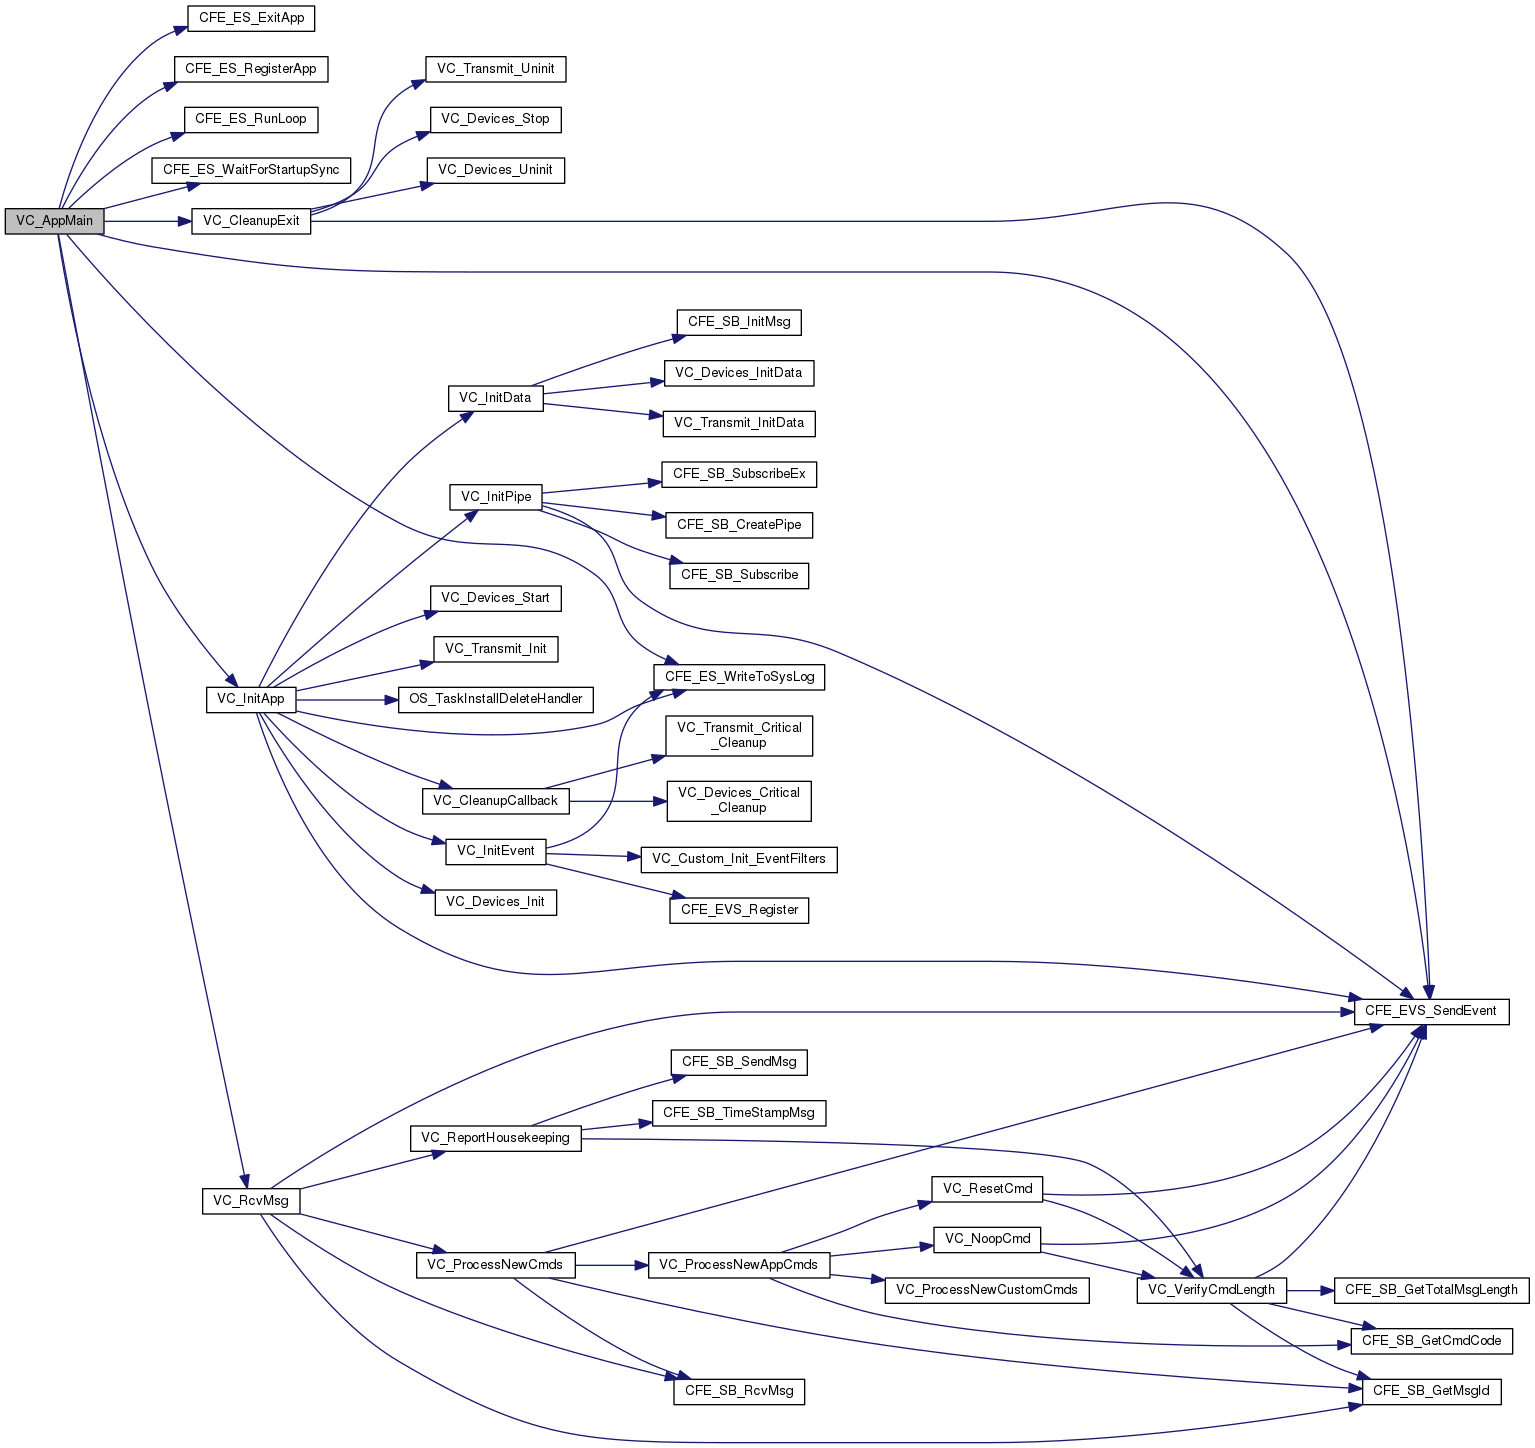 CFE_ES_ExitApp
CFE_ES_RegisterApp
VC_Transmit_Uninit
CFE_ES_RunLoop
VC_Devices_Stop
CFE_ES_WaitForStartupSync
VC_Devices_Uninit
VC_AppMain
VC_CleanupExit
CFE_SB_InitMsg
VC_Devices_InitData
VC_InitData
VC_Transmit_InitData
CFE_SB_SubscribeEx
VC_InitPipe
CFE_SB_CreatePipe
CFE_SB_Subscribe
VC_Devices_Start
VC_Transmit_Init
CFE_ES_WriteToSysLog
VC_InitApp
OS_TaskInstallDeleteHandler
VC_Transmit_Critical
_Cleanup
VC_CleanupCallback
VC_Devices_Critical
_Cleanup
VC_InitEvent
VC_Custom_Init_EventFilters
VC_Devices_Init
CFE_EVS_Register
CFE_EVS_SendEvent
CFE_SB_SendMsg
CFE_SB_TimeStampMsg
VC_ReportHousekeeping
VC_RcvMsg
VC_ResetCmd
VC_NoopCmd
VC_ProcessNewCmds
VC_ProcessNewAppCmds
VC_ProcessNewCustomCmds
VC_VerifyCmdLength
CFE_SB_GetTotalMsgLength
CFE_SB_GetCmdCode
CFE_SB_RcvMsg
CFE_SB_GetMsgId